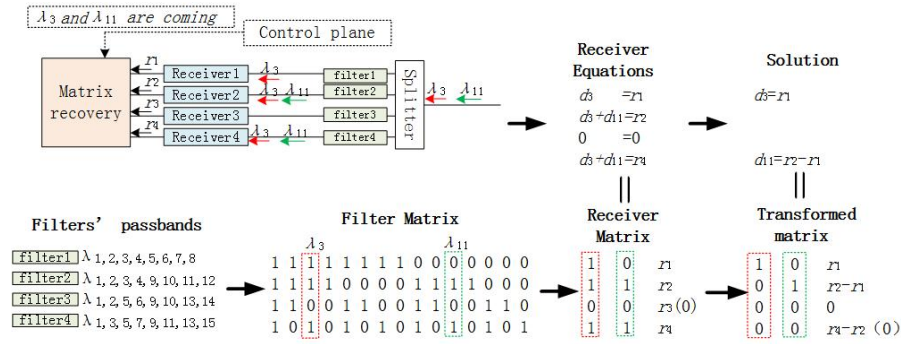 λ3 and λ11 are coming
Control plane
Matrix recovery
r1
r2
r3
r4
Receiver1
Receiver2
Receiver3
Receiver4
λ3
λ3 λ11
λ3 λ11
filter1
filter2
filter3
filter4
Splitter
λ3 λ11
Receiver Equations
d3 =r1
d3+d11=r2
0 =0
d3+d11=r4
Solution
d3=r1
d11=r2-r1
Filters' passbands
filter1 λ 1, 2, 3, 4, 5, 6, 7, 8
filter2 λ 1, 2, 3, 4, 9, 10, 11, 12
filter3 λ 1, 2, 5, 6, 9, 10, 13, 14
filter4 λ 1, 3, 5, 7, 9, 11, 13, 15
Filter Matrix
λ3 λ11
1 1 1 1 1 1 1 1 0 0 0 0 0 0 0
1 1 1 1 0 0 0 0 1 1 1 1 0 0 0
1 1 0 0 1 1 0 0 1 1 0 0 1 1 0
1 0 1 0 1 0 1 0 1 0 1 0 1 0 1
Receiver Matrix
1 0 r1
1 1 r2
0 0 r3(0)
1 1 r4
Transformed matrix
1 0 r1
0 1 r2-r1
0 0 0
0 0 r4-r2 (0)